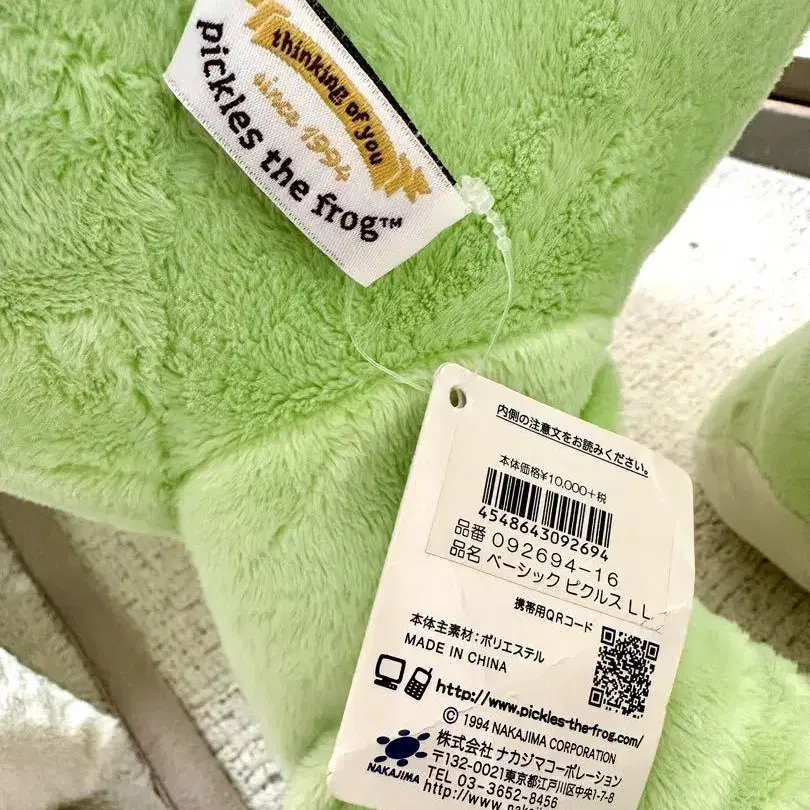 thinking of you
since 1994
pickles the frog™
内側の注意文をお読みください。
本体価格¥10,000+税
4548643092694
品番 092694-16
品名 ベーシック ピクルス LL
携帯用QRコード
本体主素材:ポリエステル
MADE IN CHINA
http://www.pickles-the-frog.com/
© 1994 NAKAJIMA CORPORATION
株式会社 ナカジマコーポレーション
NAKAJIMA
〒132-0021東京都江戸川区中央1-7-8
TEL 03-3652-8456